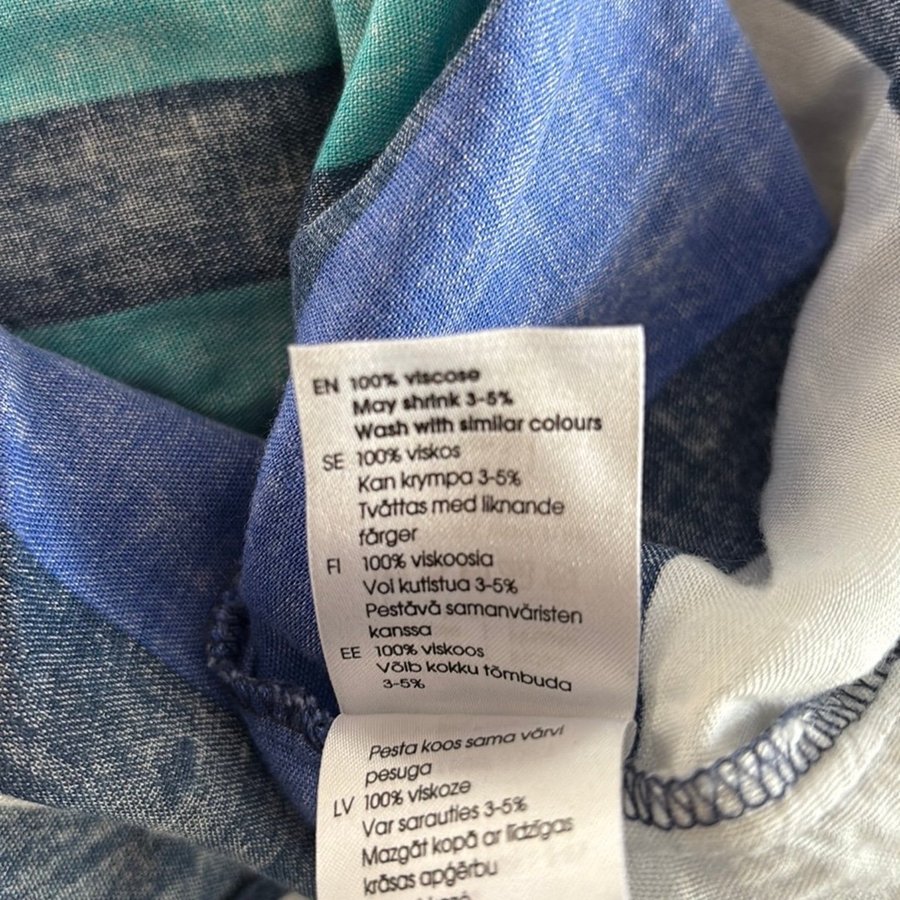 EN 100% viscose
May shrink 3-5%
Wash with similar colours
SE 100% viskos
Kan krympa 3-5%
Tvättas med liknande
färger
FI 100% viskoosia
Voi kutistua 3-5%
Pestävä samanväristen
kanssa
EE 100% viskoos
Võib kokku tõmbuda
3-5%
Pesta koos sama värvi
pesuga
LV 100% viskoze
Var sarauties 3-5%
Mazgāt kopā ar līdzīgas
krāsas apģērbu